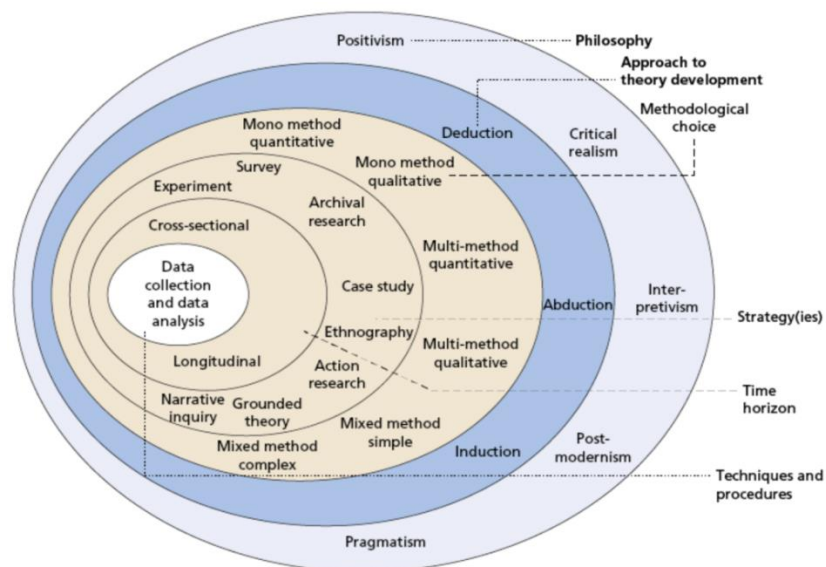 Positivism
Philosophy
Approach to
theory development
Methodological
choice
Mono method
quantitative
Deduction
Critical
realism
Survey
Mono method
qualitative
Experiment
Archival
research
Cross-sectional
Multi-method
quantitative
Data
collection
and data
analysis
Case study
Inter-
pretivism
Abduction
Strategy(ies)
Ethnography
Multi-method
qualitative
Longitudinal
Action
research
Time
horizon
Narrative
inquiry
Grounded
theory
Mixed method
simple
Mixed method
complex
Induction
Post-
modernism
Techniques and
procedures
Pragmatism